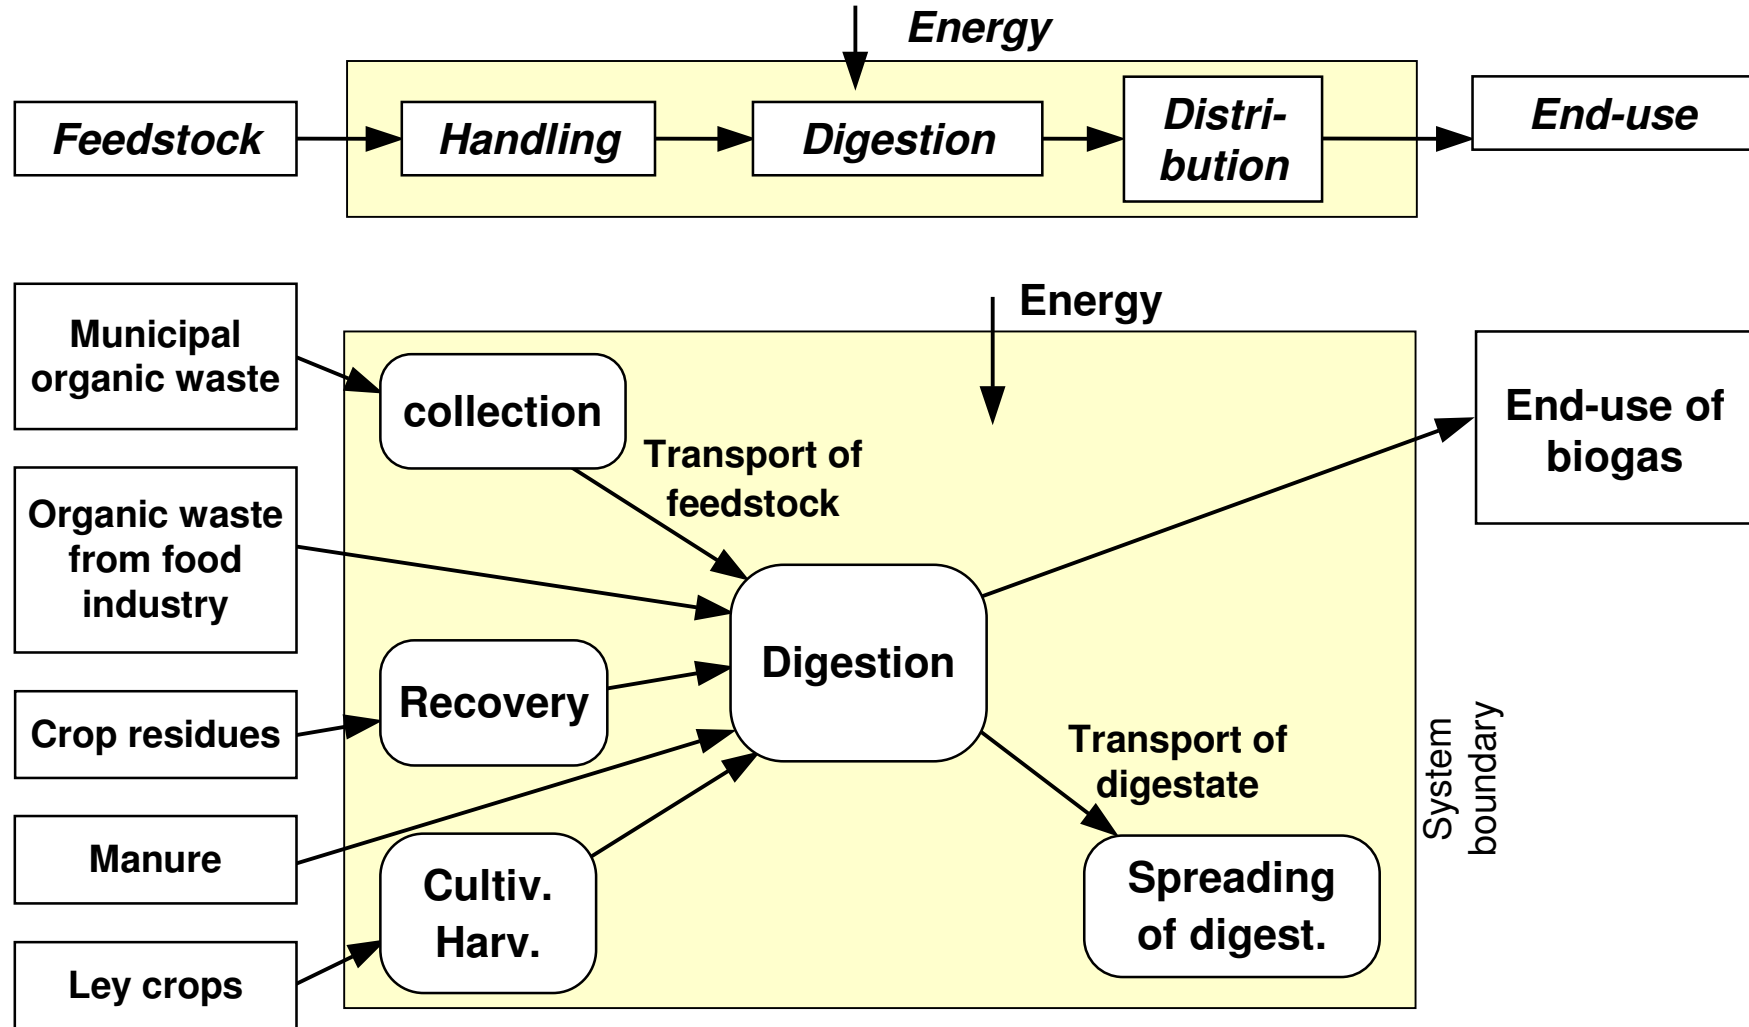 Energy
Feedstock
Handling
Digestion
Distri-
bution
End-use
Municipal
organic waste
Organic waste
from food
industry
Crop residues
Manure
Ley crops
Energy
collection
Transport of
feedstock
Recovery
Cultiv.
Harv.
Digestion
Transport of
digestate
Spreading
of digest.
End-use of
biogas
System
boundary